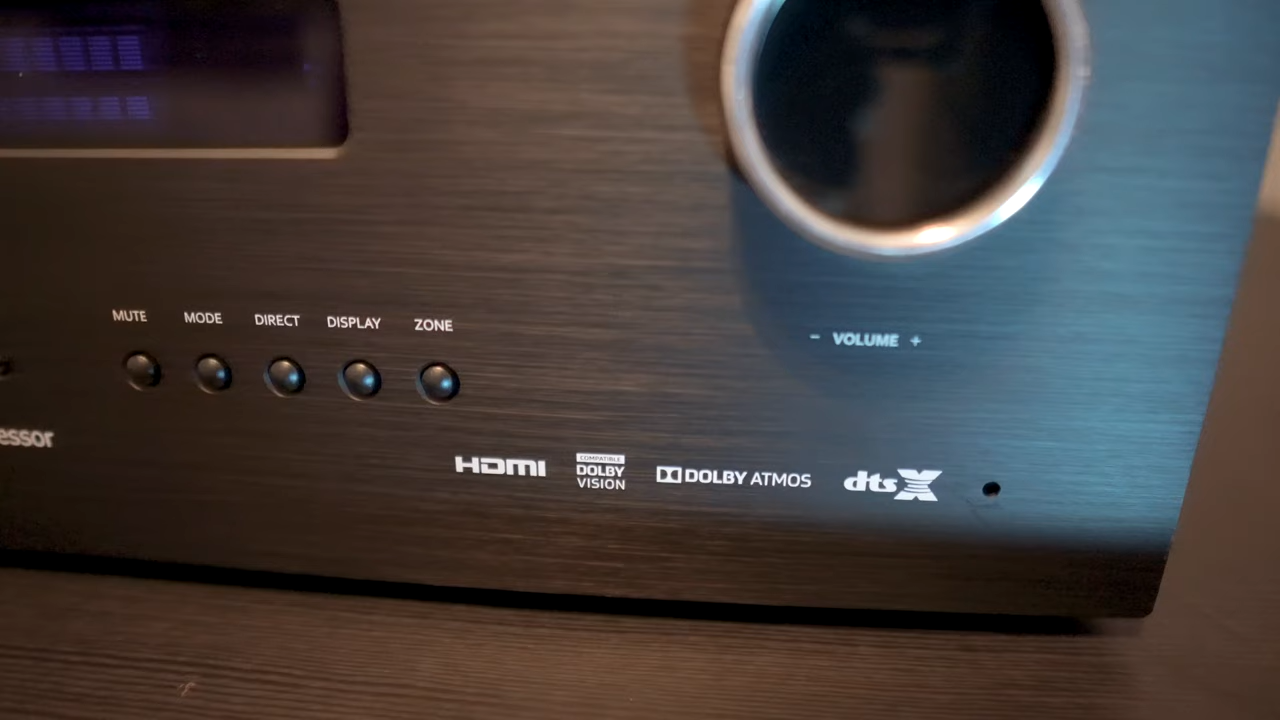 MUTE MODE DIRECT DISPLAY ZONE
- VOLUME +
essor
HDMI
COMPATIBLE
DOLBY
VISION
DOLBY ATMOS
dts X